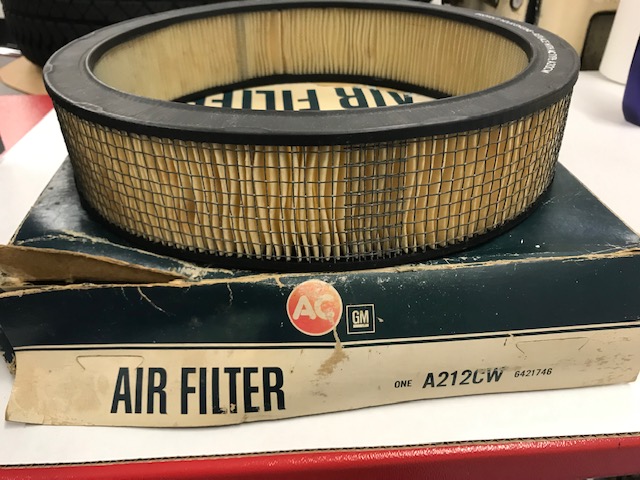 AIR FILTER
AC
GM
AIR FILTER
ONE A212CW 6421746